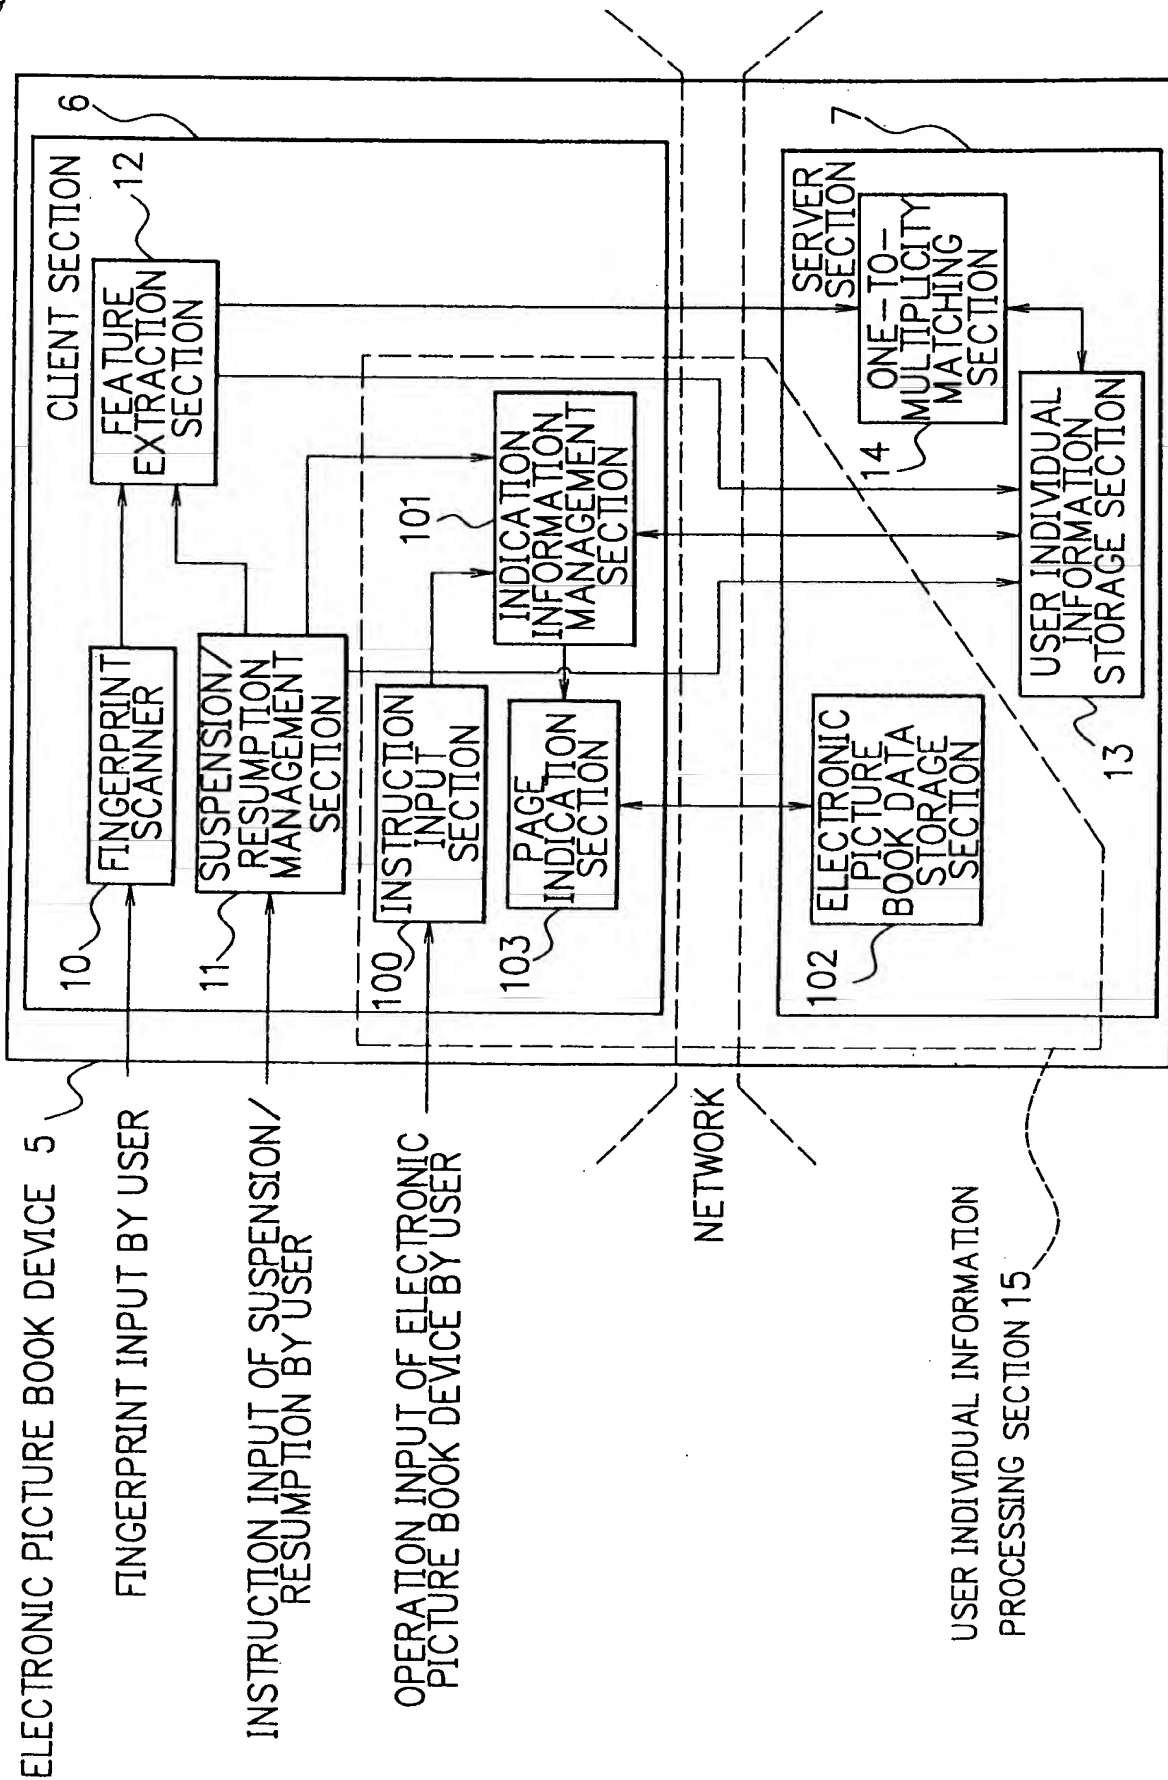 ELECTRONIC PICTURE BOOK DEVICE 5
FINGERPRINT INPUT BY USER
INSTRUCTION INPUT OF SUSPENSION/
RESUMPTION BY USER
OPERATION INPUT OF ELECTRONIC
PICTURE BOOK DEVICE BY USER
NETWORK
USER INDIVIDUAL INFORMATION
PROCESSING SECTION 15
CLIENT SECTION
6
10
FINGERPRINT
SCANNER
FEATURE
EXTRACTION
SECTION
12
11
SUSPENSION/
RESUMPTION
MANAGEMENT
SECTION
100
INSTRUCTION
INPUT
SECTION
101
INDICATION
INFORMATION
MANAGEMENT
SECTION
103
PAGE
INDICATION
SECTION
SERVER
SECTION
7
102
ELECTRONIC
PICTURE
BOOK DATA
STORAGE
SECTION
14
ONE-TO-
MULTIPLICITY
MATCHING
SECTION
13
USER INDIVIDUAL
INFORMATION
STORAGE SECTION